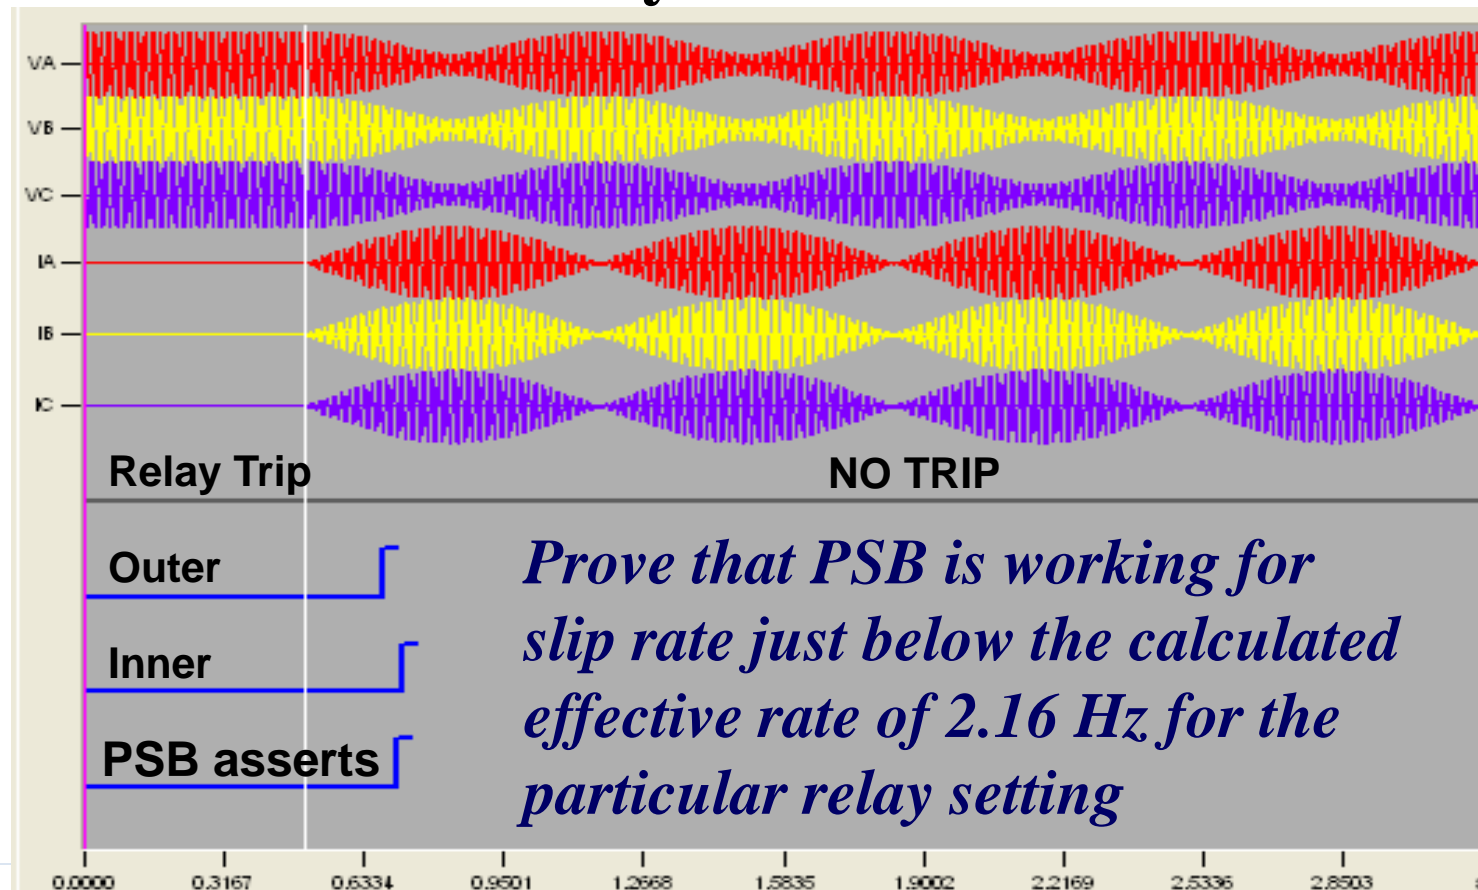 VA
VB
VC
IA
IB
IC
Relay Trip
NO TRIP
Outer
Prove that PSB is working for
slip rate just below the calculated
effective rate of 2.16 Hz for the
particular relay setting
Inner
PSB asserts
0.0000 0.3167 0.6334 0.9501 1.2668 1.5835 1.9002 2.2169 2.5336 2.8503